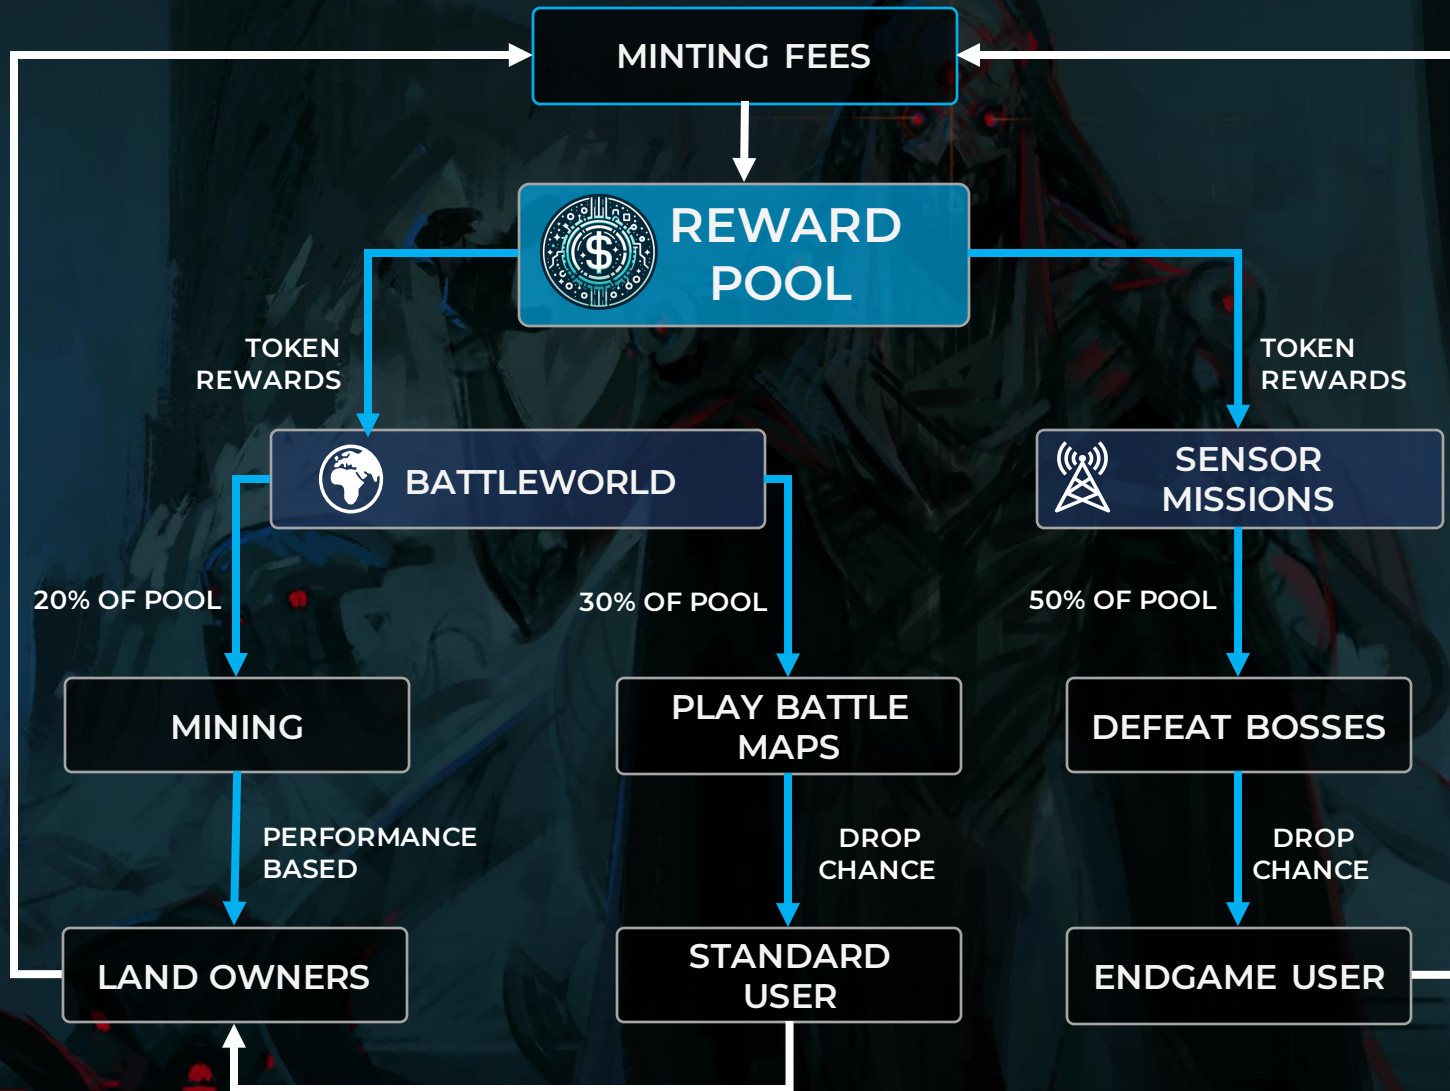 MINTING FEES
$
REWARD
POOL
TOKEN
REWARDS
TOKEN
REWARDS
BATTLEWORLD
SENSOR
MISSIONS
20% OF POOL
30% OF POOL
50% OF POOL
MINING
PLAY BATTLE
MAPS
DEFEAT BOSSES
PERFORMANCE
BASED
DROP
CHANCE
DROP
CHANCE
LAND OWNERS
STANDARD
USER
ENDGAME USER